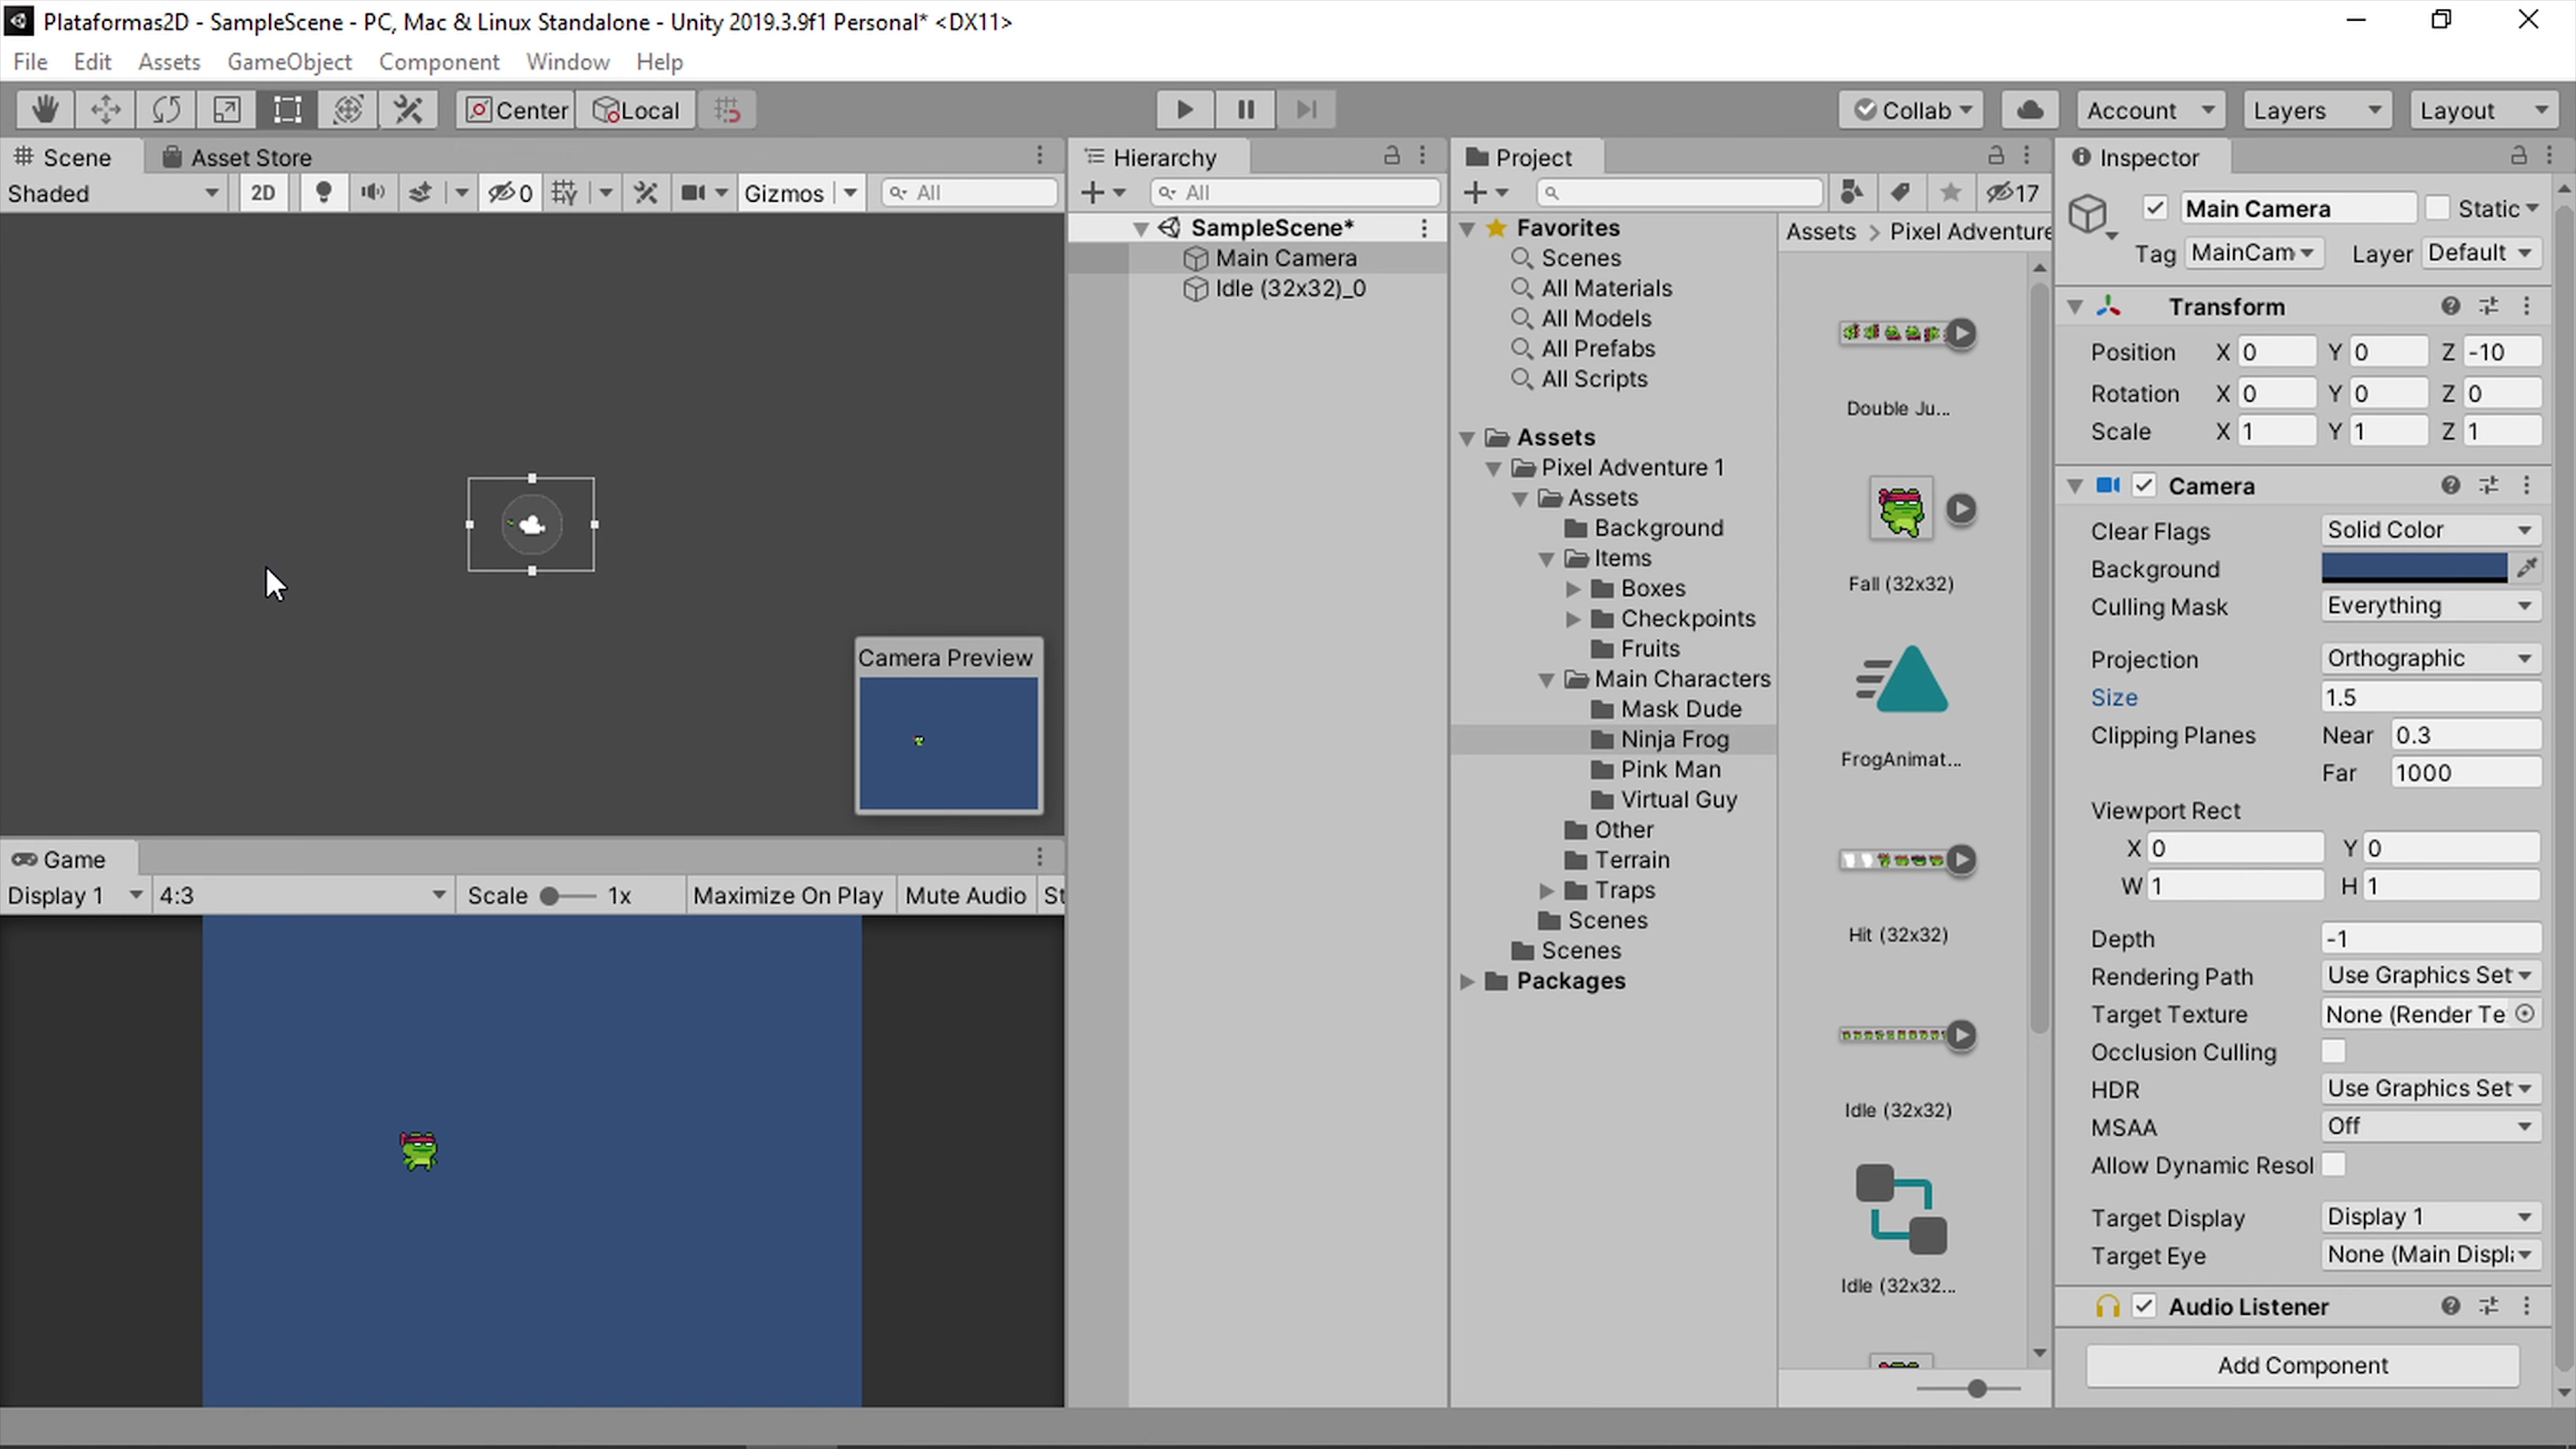 Plataformas2D - SampleScene - PC, Mac & Linux Standalone - Unity 2019.3.9f1 Personal* <DX11>
File Edit Assets GameObject Component Window Help
Center Local Collab Account Layers Layout
Scene Asset Store
Shaded 2D 0 Gizmos All
Camera Preview
Game
Display 1 4:3 Scale 1x Maximize On Play Mute Audio St
Hierarchy
All
SampleScene*
Main Camera
Idle (32x32)_0
Project
17
Favorites
Scenes
All Materials
All Models
All Prefabs
All Scripts
Assets
Pixel Adventure 1
Assets
Background
Items
Boxes
Checkpoints
Fruits
Main Characters
Mask Dude
Ninja Frog
Pink Man
Virtual Guy
Other
Terrain
Traps
Scenes
Scenes
Packages
Assets > Pixel Adventure
Double Ju...
Fall (32x32)
FrogAnimat...
Hit (32x32)
Idle (32x32)
Idle (32x32...
Inspector
Main Camera Static
Tag MainCam Layer Default
Transform
Position X 0 Y 0 Z -10
Rotation X 0 Y 0 Z 0
Scale X 1 Y 1 Z 1
Camera
Clear Flags Solid Color
Background
Culling Mask Everything
Projection Orthographic
Size 1.5
Clipping Planes Near 0.3
Far 1000
Viewport Rect
X 0 Y 0
W 1 H 1
Depth -1
Rendering Path Use Graphics Set
Target Texture None (Render Te
Occlusion Culling
HDR Use Graphics Set
MSAA Off
Allow Dynamic Resol
Target Display Display 1
Target Eye None (Main Displ
Audio Listener
Add Component